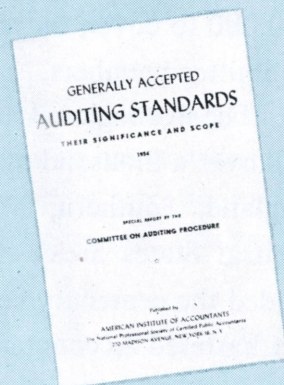 GENERALLY ACCEPTED
AUDITING STANDARDS
THEIR SIGNIFICANCE AND SCOPE
1954
SPECIAL REPORT BY THE
COMMITTEE ON AUDITING PROCEDURE
Published by
AMERICAN INSTITUTE OF ACCOUNTANTS
The National Professional Society of Certified Public Accountants
270 MADISON AVENUE, NEW YORK 16, N. Y.